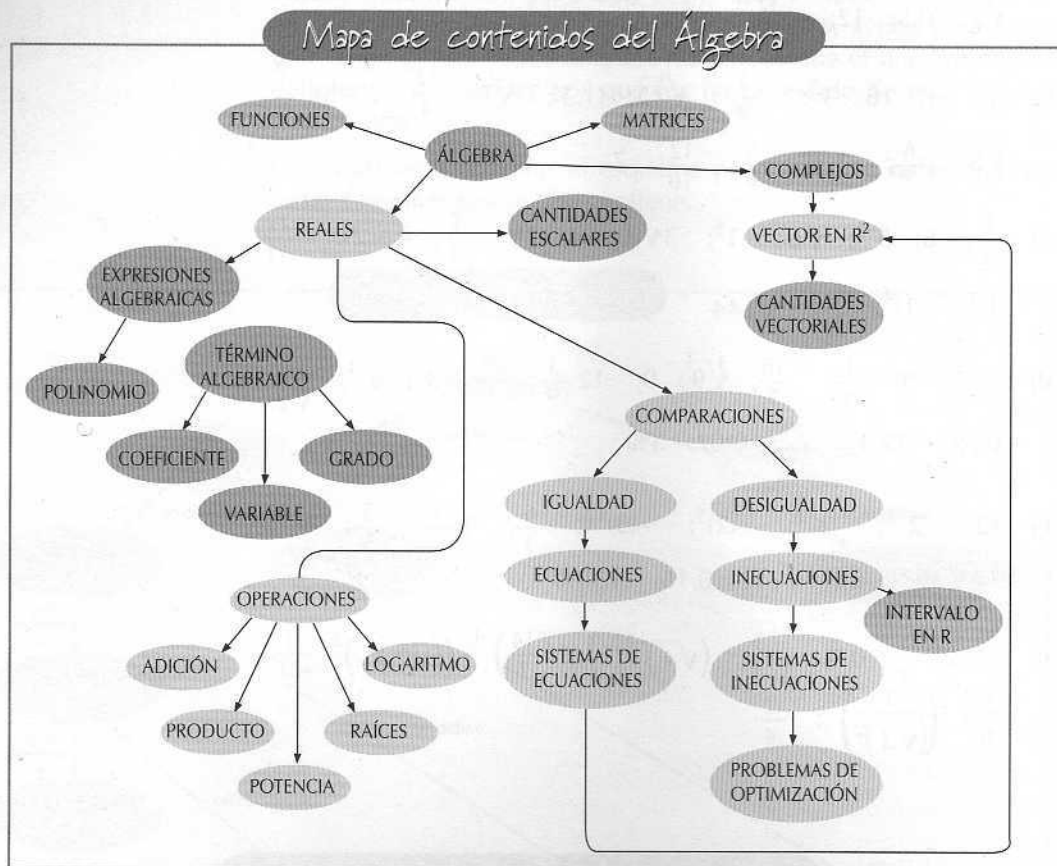 Mapa de contenidos del Álgebra
FUNCIONES
MATRICES
ÁLGEBRA
COMPLEJOS
REALES
CANTIDADES
ESCALARES
VECTOR EN R²
EXPRESIONES
ALGEBRAICAS
CANTIDADES
VECTORIALES
TÉRMINO
ALGEBRAICO
POLINOMIO
COMPARACIONES
COEFICIENTE
GRADO
VARIABLE
IGUALDAD
DESIGUALDAD
ECUACIONES
INECUACIONES
OPERACIONES
INTERVALO
EN R
ADICIÓN
LOGARITMO
SISTEMAS DE
ECUACIONES
SISTEMAS DE
INECUACIONES
PRODUCTO
RAÍCES
POTENCIA
PROBLEMAS DE
OPTIMIZACIÓN